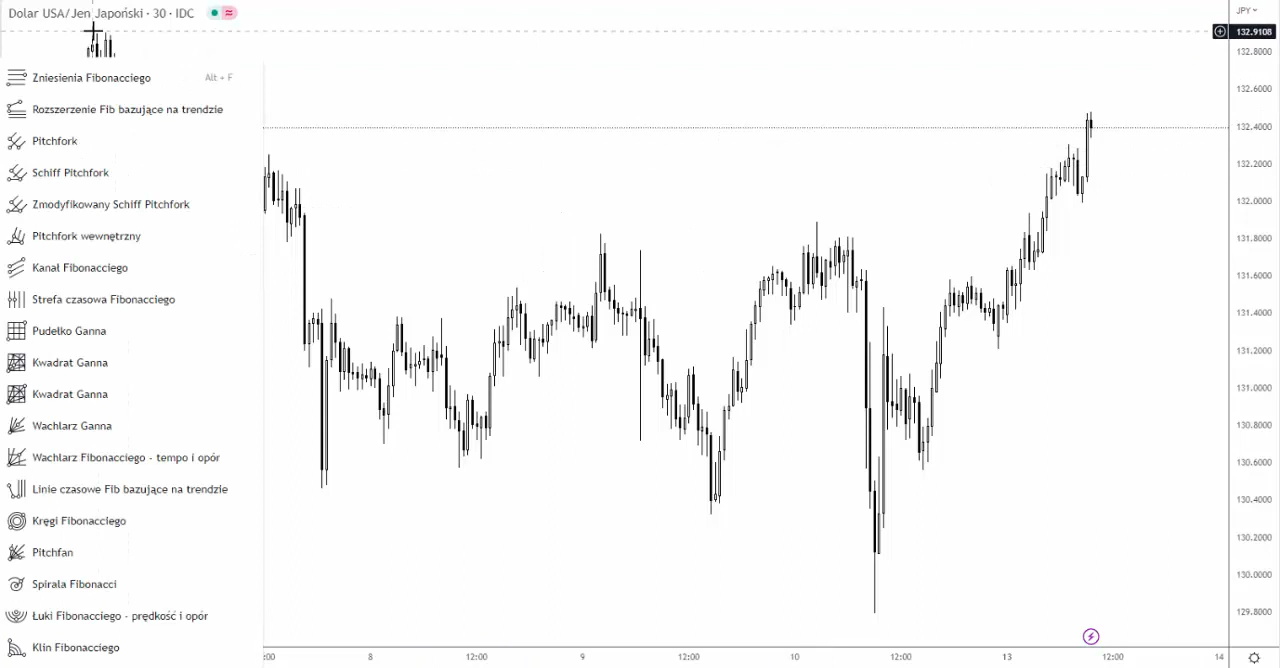 Dolar USA/Jen Japoński · 30 · IDC
JPY
132.9108
132.8000
132.6000
132.4000
132.2000
132.0000
131.8000
131.6000
131.4000
131.2000
131.0000
130.8000
130.6000
130.4000
130.2000
130.0000
129.8000
Zniesienia Fibonacciego Alt + F
Rozszerzenie Fib bazujące na trendzie
Pitchfork
Schiff Pitchfork
Zmodyfikowany Schiff Pitchfork
Pitchfork wewnętrzny
Kanał Fibonacciego
Strefa czasowa Fibonacciego
Pudełko Ganna
Kwadrat Ganna
Kwadrat Ganna
Wachlarz Ganna
Wachlarz Fibonacciego - tempo i opór
Linie czasowe Fib bazujące na trendzie
Kręgi Fibonacciego
Pitchfan
Spirala Fibonacci
Łuki Fibonacciego - prędkość i opór
Klin Fibonacciego
:00 8 12:00 9 12:00 10 12:00 13 12:00 14